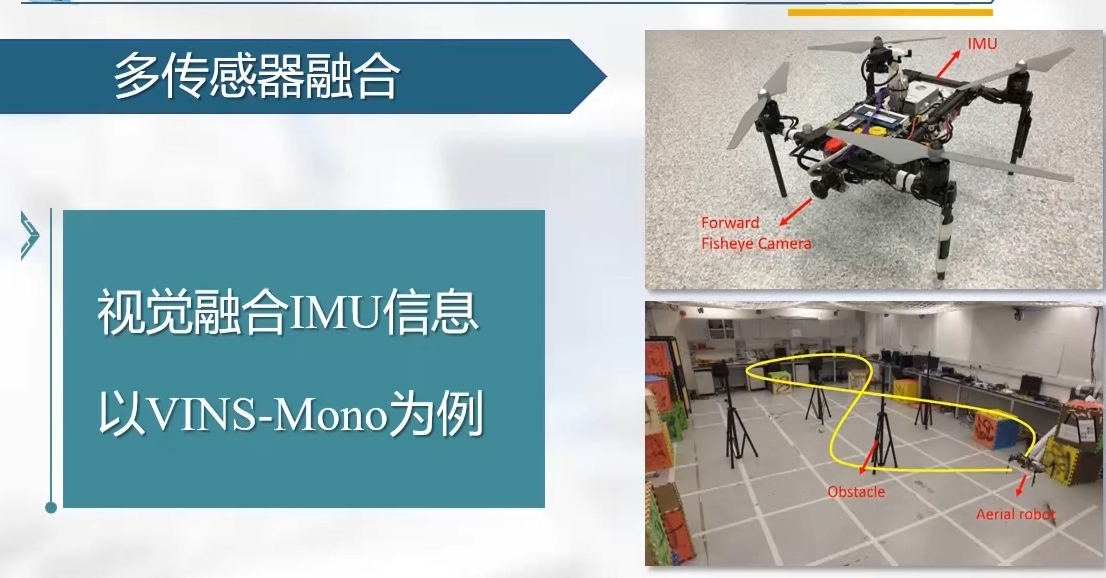 多传感器融合
视觉融合IMU信息
以VINS-Mono为例
IMU
Forward
Fisheye Camera
Obstacle
Aerial robot